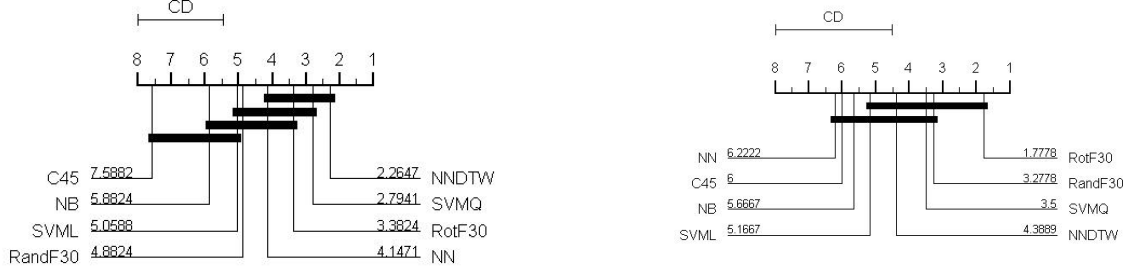 CD
8 7 6 5 4 3 2 1
C45 7.5882 2.2647 NNDTW
NB 5.8824 2.7941 SVMQ
SVML 5.0588 3.3824 RotF30
RandF30 4.8824 4.1471 NN
CD
8 7 6 5 4 3 2 1
NN 6.2222 1.7778 RotF30
C45 6 3.2778 RandF30
NB 5.6667 3.5 SVMQ
SVML 5.1667 4.3889 NNDTW